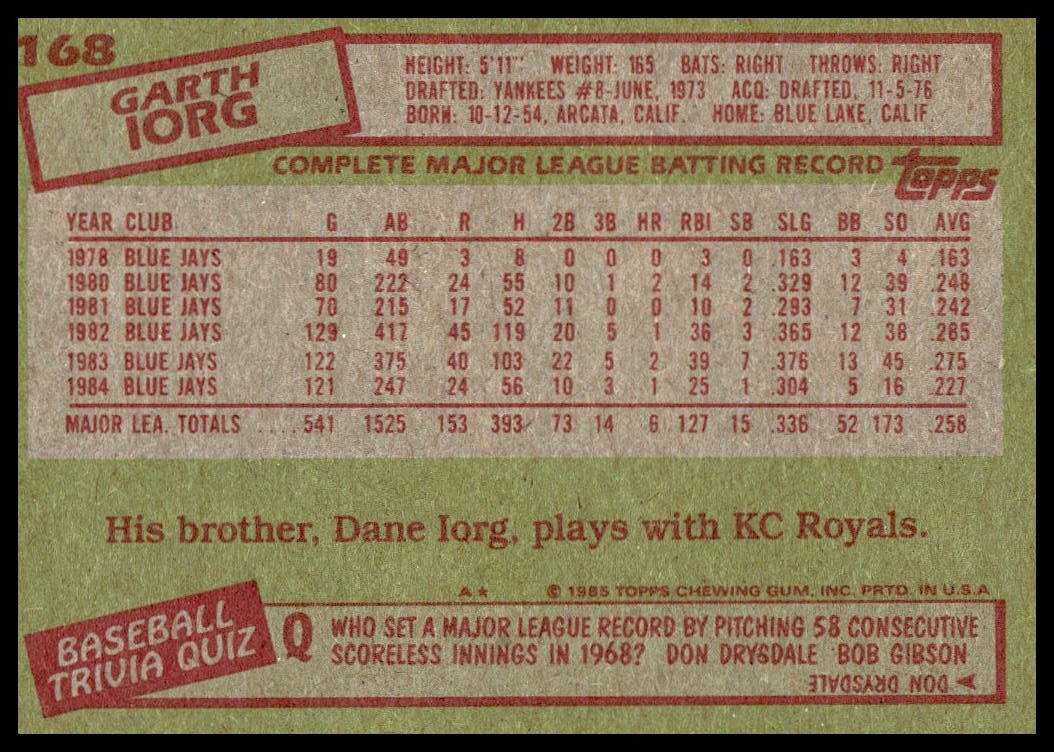 168
GARTH
IORG
HEIGHT: 5'11" WEIGHT: 165 BATS: RIGHT THROWS: RIGHT
DRAFTED: YANKEES #8-JUNE, 1973 ACQ: DRAFTED, 11-5-76
BORN: 10-12-54, ARCATA, CALIF. HOME: BLUE LAKE, CALIF.
COMPLETE MAJOR LEAGUE BATTING RECORD topps
YEAR CLUB G AB R H 2B 3B HR RBI SB SLG BB SO AVG
1978 BLUE JAYS 19 49 3 8 0 0 0 3 0 .163 3 4 .163
1980 BLUE JAYS 80 222 24 55 10 1 2 14 2 .329 12 39 .248
1981 BLUE JAYS 70 215 17 52 11 0 0 10 2 .293 7 31 .242
1982 BLUE JAYS 129 417 45 119 20 5 1 36 3 .365 12 38 .285
1983 BLUE JAYS 122 375 40 103 22 5 2 39 7 .376 13 45 .275
1984 BLUE JAYS 121 247 24 56 10 3 1 25 1 .304 5 16 .227
MAJOR LEA. TOTALS ....541 1525 153 393 73 14 6 127 15 .336 52 173 .258
His brother, Dane Iorg, plays with KC Royals.
A* © 1985 TOPPS CHEWING GUM, INC. PRTD. IN U.S.A
BASEBALL
TRIVIA QUIZ
Q WHO SET A MAJOR LEAGUE RECORD BY PITCHING 58 CONSECUTIVE
SCORELESS INNINGS IN 1968? DON DRYSDALE BOB GIBSON
DON DRYSDALE